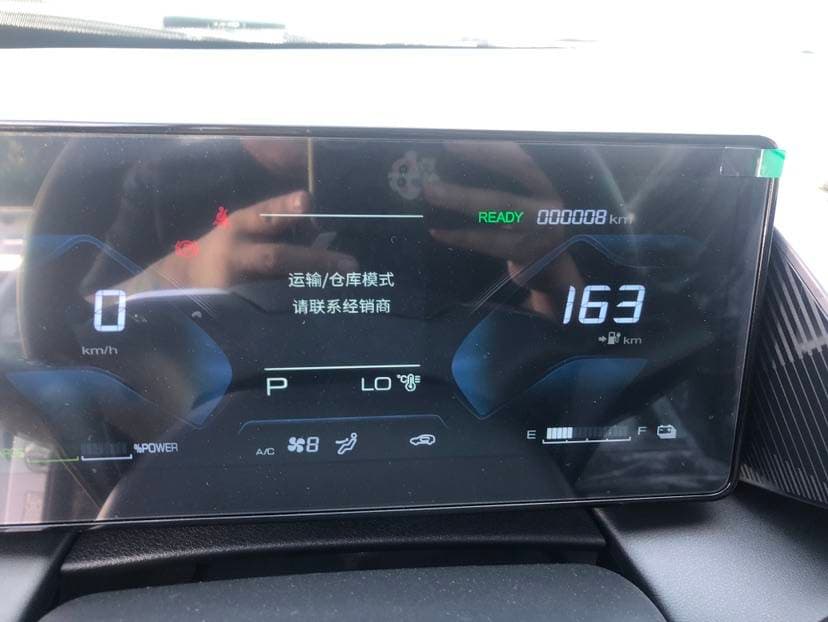 READY 000008 km
运输/仓库模式
请联系经销商
0
km/h
163
km
P LO °C
E F
%POWER
A/C 8